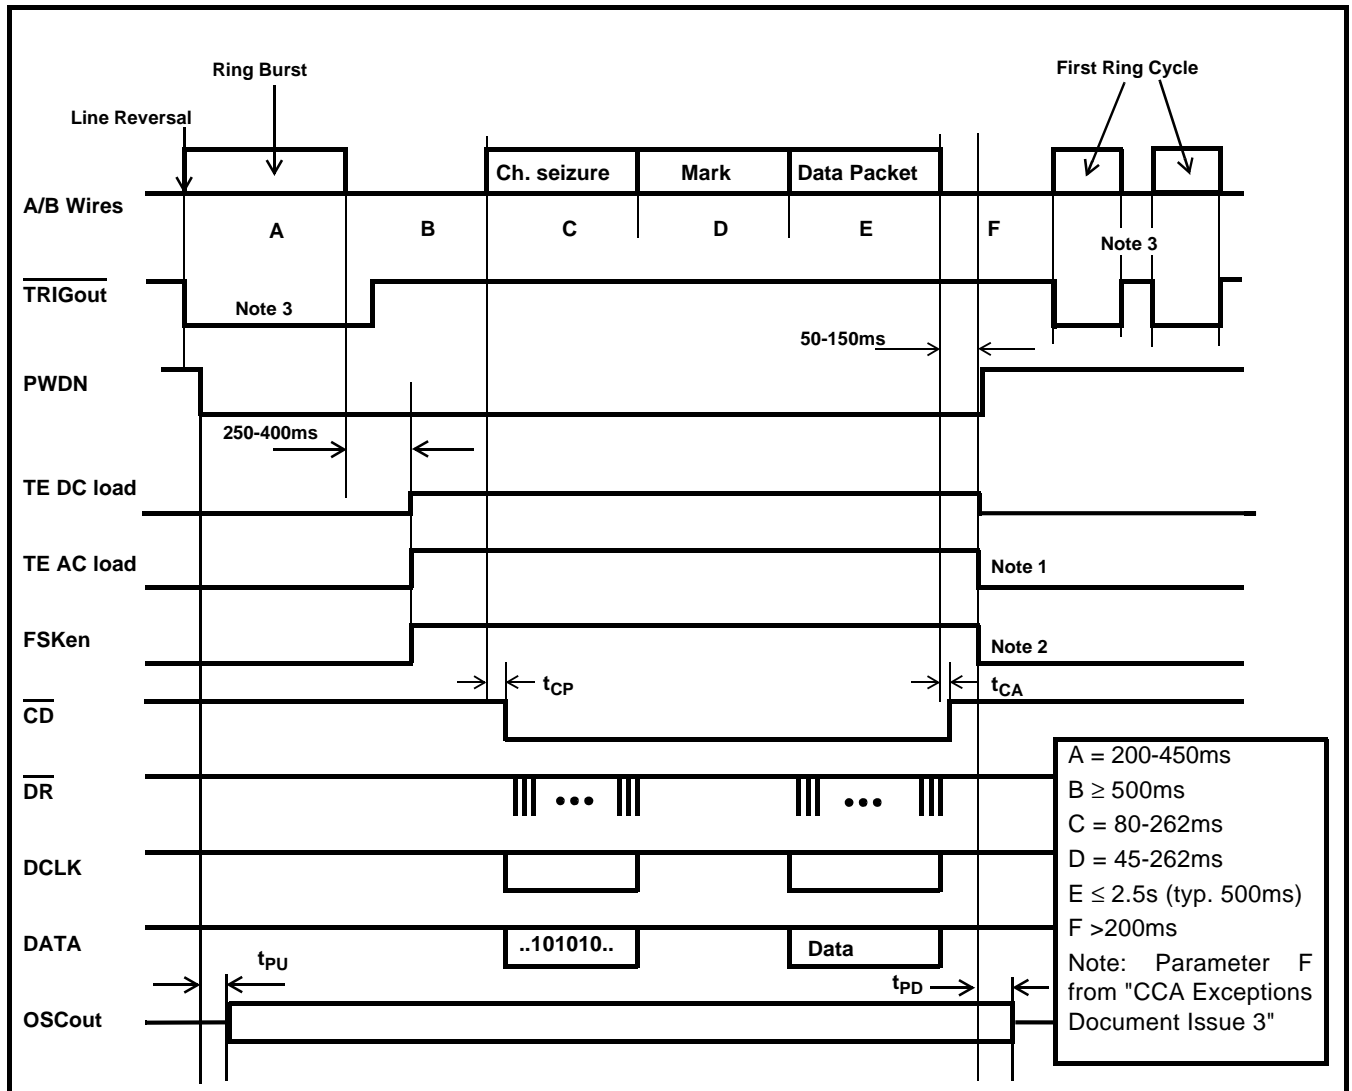 Ring Burst
First Ring Cycle
Line Reversal
Ch. seizure Mark Data Packet
A/B Wires
A B C D E F
Note 3
TRIGout
Note 3
50-150ms
PWDN
250-400ms
TE DC load
TE AC load
Note 1
FSKen
Note 2
tCP
tCA
CD
DR
DCLK
DATA
..101010..
Data
tPU
tPD
OSCout
A = 200-450ms
B ≥ 500ms
C = 80-262ms
D = 45-262ms
E ≤ 2.5s (typ. 500ms)
F >200ms
Note: Parameter F
from "CCA Exceptions
Document Issue 3"